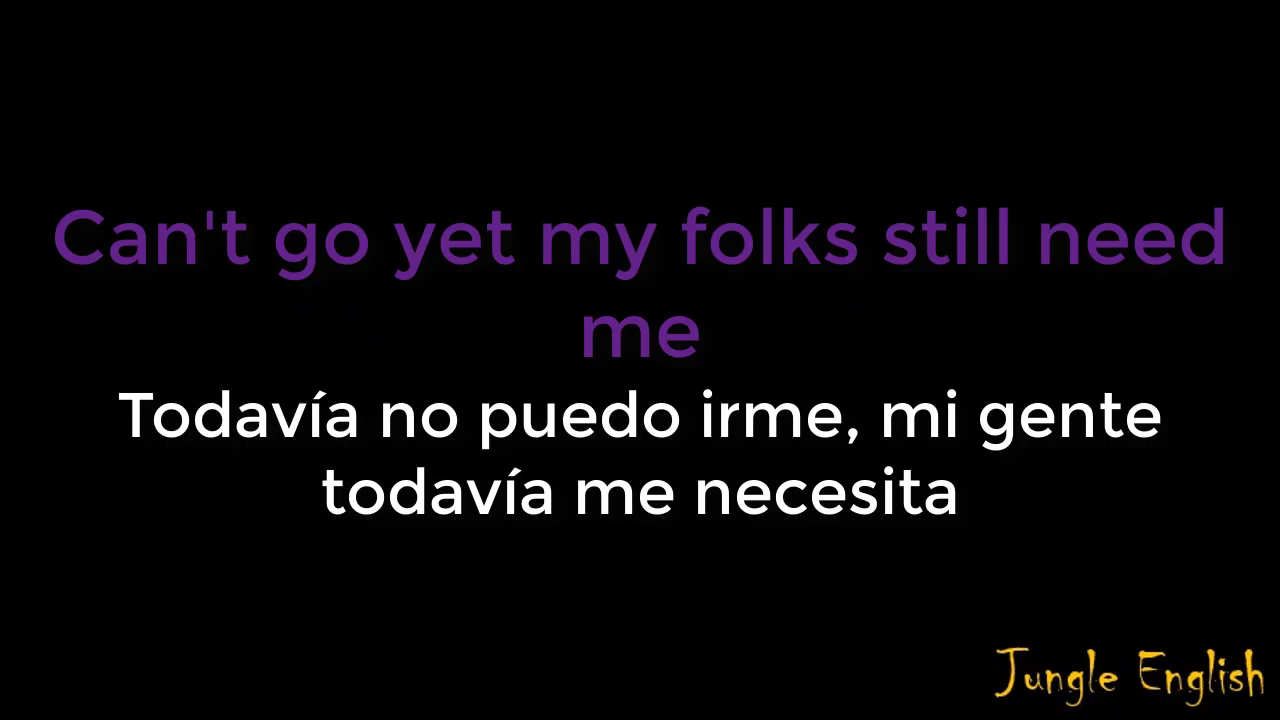 Can't go yet my folks still need
me
Todavía no puedo irme, mi gente
todavía me necesita
Jungle English